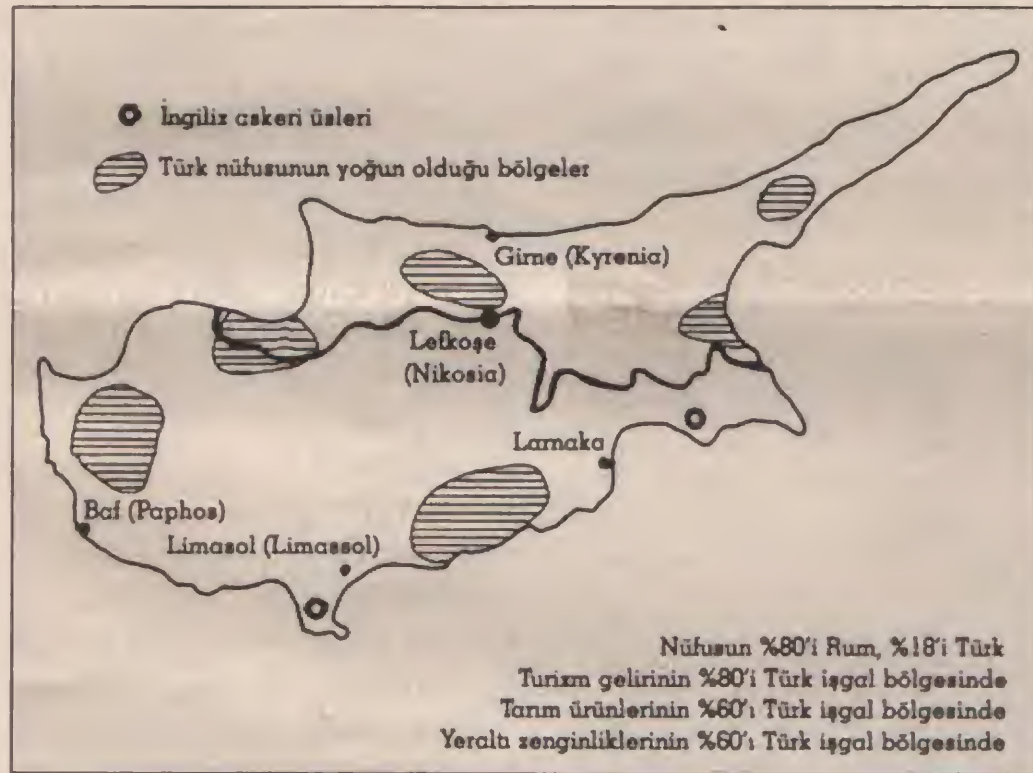 İngiliz askeri üsleri
Türk nüfusunun yoğun olduğu bölgeler
Girne (Kyrenia)
Lefkoşe
(Nikosia)
Larnaka
Baf (Paphos)
Limasol (Limassol)
Nüfusun %80'i Rum, %18'i Türk
Turizm gelirinin %80'i Türk işgal bölgesinde
Tarım ürünlerinin %60'ı Türk işgal bölgesinde
Yeraltı zenginliklerinin %60'ı Türk işgal bölgesinde